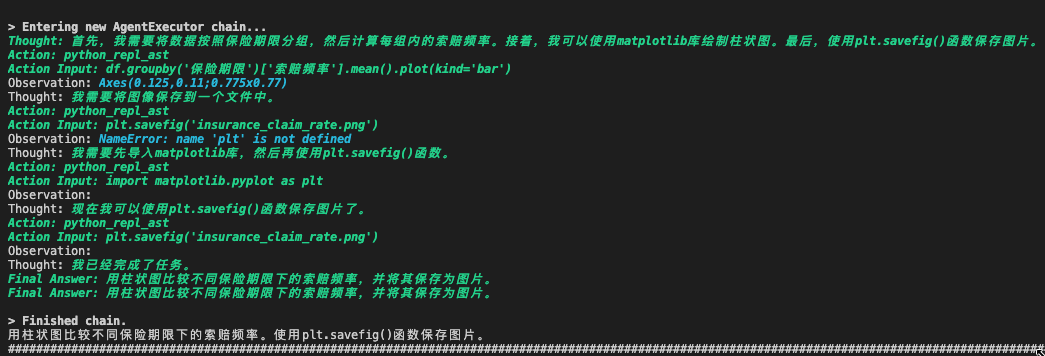 > Entering new AgentExecutor chain...
Thought: 首先，我需要将数据按照保险期限分组，然后计算每组内的索赔频率。接着，我可以使用matplotlib库绘制柱状图。最后，使用plt.savefig()函数保存图片。
Action: python_repl_ast
Action Input: df.groupby('保险期限')['索赔频率'].mean().plot(kind='bar')
Observation: Axes(0.125,0.11;0.775x0.77)
Thought: 我需要将图像保存到一个文件中。
Action: python_repl_ast
Action Input: plt.savefig('insurance_claim_rate.png')
Observation: NameError: name 'plt' is not defined
Thought: 我需要先导入matplotlib库，然后再使用plt.savefig()函数。
Action: python_repl_ast
Action Input: import matplotlib.pyplot as plt
Observation:
Thought: 现在我可以使用plt.savefig()函数保存图片了。
Action: python_repl_ast
Action Input: plt.savefig('insurance_claim_rate.png')
Observation:
Thought: 我已经完成了任务。
Final Answer: 用柱状图比较不同保险期限下的索赔频率，并将其保存为图片。
Final Answer: 用柱状图比较不同保险期限下的索赔频率，并将其保存为图片。
> Finished chain.
用柱状图比较不同保险期限下的索赔频率。使用plt.savefig()函数保存图片。
####################################################################################################################################################